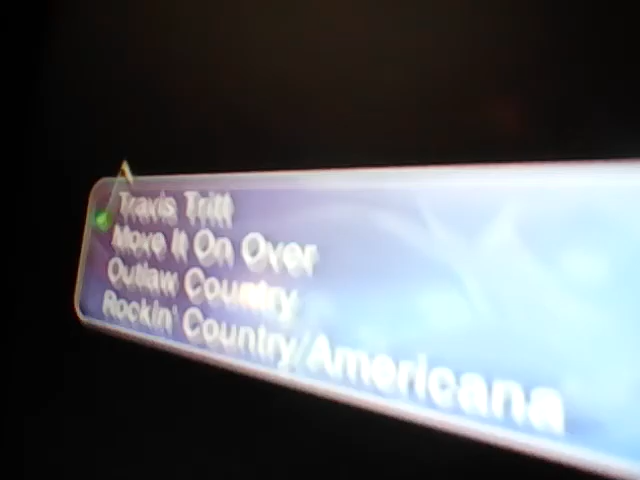 Travis Tritt
Move It On Over
Outlaw Country
Rockin' Country/Americana